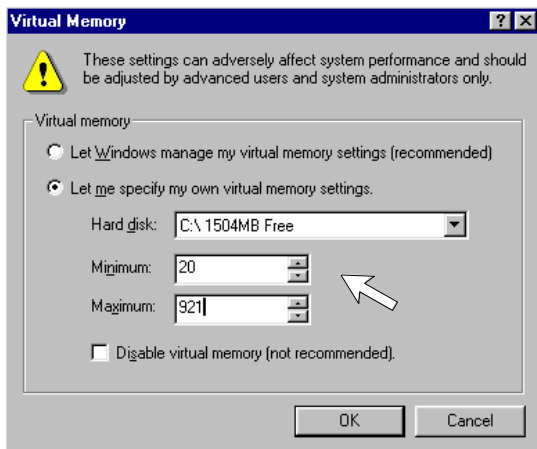 Virtual Memory
These settings can adversely affect system performance and should
be adjusted by advanced users and system administrators only.
Virtual memory
Let Windows manage my virtual memory settings (recommended)
Let me specify my own virtual memory settings.
Hard disk: C:\ 1504MB Free
Minimum: 20
Maximum: 921
Disable virtual memory (not recommended).
OK Cancel